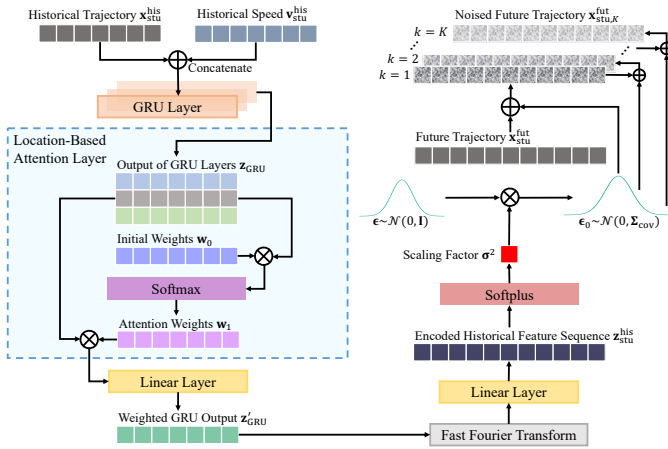 Historical Trajectory x_stu^his
Historical Speed v_stu^his
Concatenate
GRU Layer
Location-Based
Attention Layer
Output of GRU Layers z_GRU
Initial Weights w_0
Softmax
Attention Weights w_1
Linear Layer
Weighted GRU Output z'_GRU
Noised Future Trajectory x_stu,K^fut
k = K
k = 2
k = 1
Future Trajectory x_stu^fut
ϵ~𝒩(0, I)
ϵ_0~𝒩(0, Σ_cov)
Scaling Factor σ^2
Softplus
Encoded Historical Feature Sequence z_stu^his
Linear Layer
Fast Fourier Transform